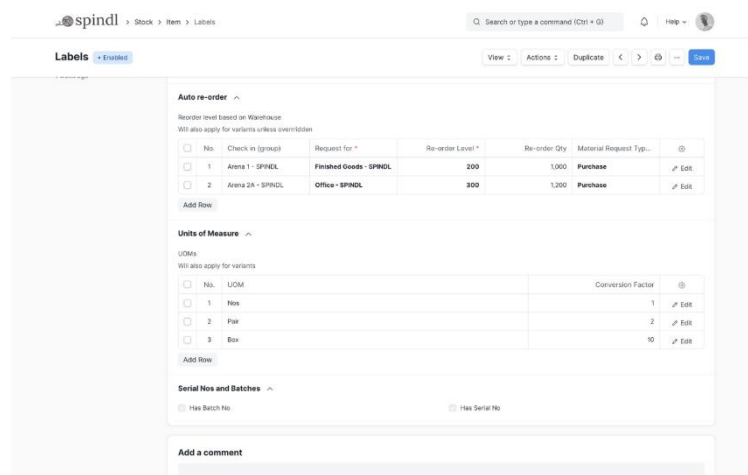 spindl > Stock > Item > Labels
Search or type a command (Ctrl + G)
Help
Labels
• Enabled
View
Actions
Duplicate
Save
Auto re-order
Reorder level based on Warehouse
Will also apply for variants unless overridden
No. Check in (group) Request for * Re-order Level * Re-order Qty Material Request Typ...
1 Arena 1 - SPINDL Finished Goods - SPINDL 200 1,000 Purchase Edit
2 Arena 2A - SPINDL Office - SPINDL 300 1,200 Purchase Edit
Add Row
Units of Measure
UOMs
Will also apply for variants
No. UOM Conversion Factor
1 Nos 1 Edit
2 Pair 2 Edit
3 Box 10 Edit
Add Row
Serial Nos and Batches
Has Batch No Has Serial No
Add a comment